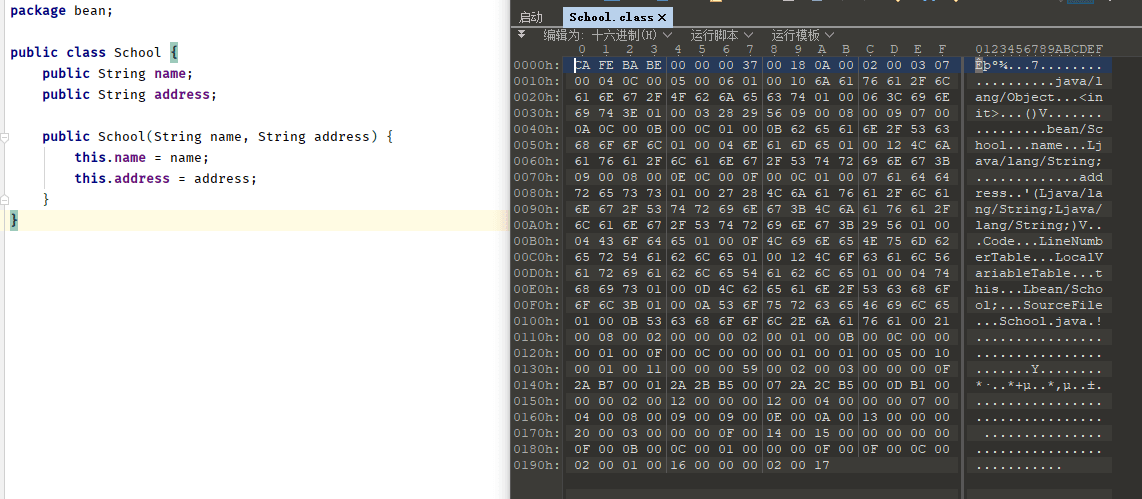 package bean;
public class School {
public String name;
public String address;
public School(String name, String address) {
this.name = name;
this.address = address;
}
}
启动 School.class ×
编辑为: 十六进制(H) 运行脚本 运行模板
0 1 2 3 4 5 6 7 8 9 A B C D E F 0123456789ABCDEF
0000h: CA FE BA BE 00 00 00 37 00 18 0A 00 02 00 03 07 Êþº¾...7........
0010h: 00 04 0C 00 05 00 06 01 00 10 6A 61 76 61 2F 6C ..........java/l
0020h: 61 6E 67 2F 4F 62 6A 65 63 74 01 00 06 3C 69 6E ang/Object...<in
0030h: 69 74 3E 01 00 03 28 29 56 09 00 08 00 09 07 00 it>...()V.......
0040h: 0A 0C 00 0B 00 0C 01 00 0B 62 65 61 6E 2F 53 63 .........bean/Sc
0050h: 68 6F 6F 6C 01 00 04 6E 61 6D 65 01 00 12 4C 6A hool...name...Lj
0060h: 61 76 61 2F 6C 61 6E 67 2F 53 74 72 69 6E 67 3B ava/lang/String;
0070h: 09 00 08 00 0E 0C 00 0F 00 0C 01 00 07 61 64 64 .............add
0080h: 72 65 73 73 01 00 27 28 4C 6A 61 76 61 2F 6C 61 ress..'(Ljava/la
0090h: 6E 67 2F 53 74 72 69 6E 67 3B 4C 6A 61 76 61 2F ng/String;Ljava/
00A0h: 6C 61 6E 67 2F 53 74 72 69 6E 67 3B 29 56 01 00 lang/String;)V..
00B0h: 04 43 6F 64 65 01 00 0F 4C 69 6E 65 4E 75 6D 62 .Code...LineNumb
00C0h: 65 72 54 61 62 6C 65 01 00 12 4C 6F 63 61 6C 56 erTable...LocalV
00D0h: 61 72 69 61 62 6C 65 54 61 62 6C 65 01 00 04 74 ariableTable...t
00E0h: 68 69 73 01 00 0D 4C 62 65 61 6E 2F 53 63 68 6F his...Lbean/Scho
00F0h: 6F 6C 3B 01 00 0A 53 6F 75 72 63 65 46 69 6C 65 ol;...SourceFile
0100h: 01 00 0B 53 63 68 6F 6F 6C 2E 6A 61 76 61 00 21 ...School.java.!
0110h: 00 08 00 02 00 00 00 02 00 01 00 0B 00 0C 00 00 ................
0120h: 00 01 00 0F 00 0C 00 00 00 01 00 01 00 05 00 10 ................
0130h: 00 01 00 11 00 00 00 59 00 02 00 03 00 00 00 0F .......Y........
0140h: 2A B7 00 01 2A 2B B5 00 07 2A 2C B5 00 0D B1 00 *·..*+µ..*,µ..±.
0150h: 00 00 02 00 12 00 00 00 12 00 04 00 00 00 07 00 ................
0160h: 04 00 08 00 09 00 09 00 0E 00 0A 00 13 00 00 00 ................
0170h: 20 00 03 00 00 00 0F 00 14 00 15 00 00 00 00 00 ...............
0180h: 0F 00 0B 00 0C 00 01 00 00 00 0F 00 0F 00 0C 00 ................
0190h: 02 00 01 00 16 00 00 00 02 00 17 ...........